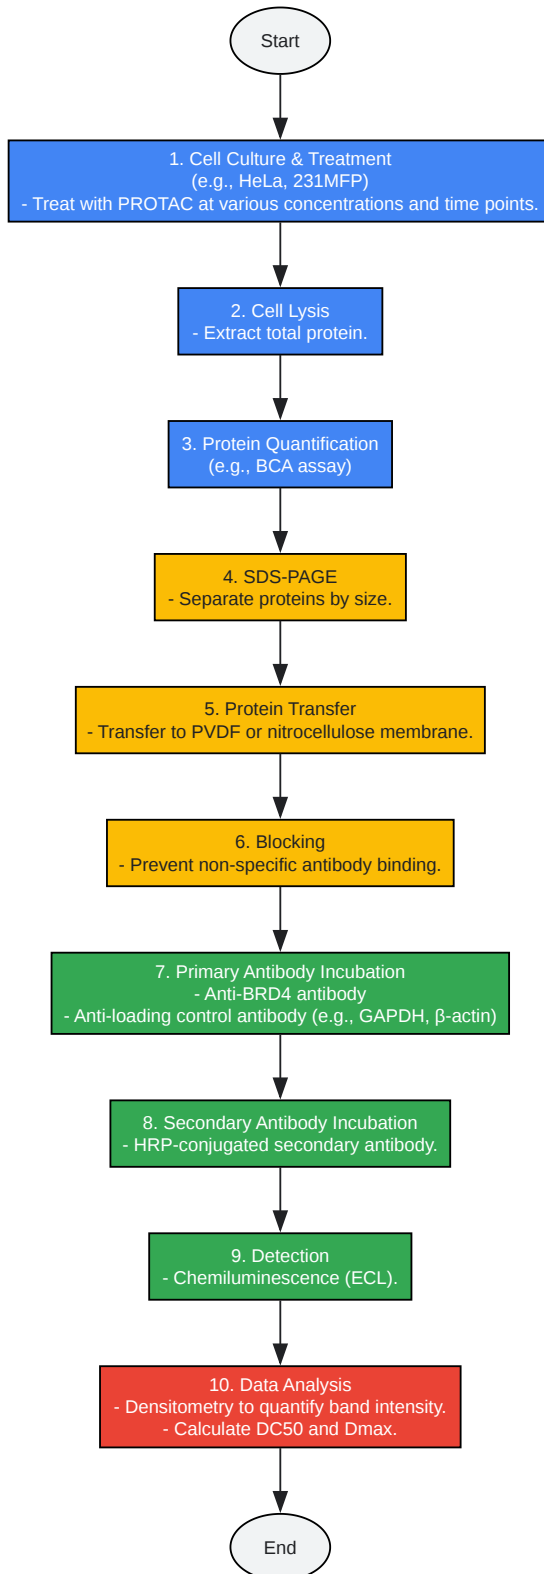 Start
1. Cell Culture & Treatment
(e.g., HeLa, 231MFP)
- Treat with PROTAC at various concentrations and time points.
2. Cell Lysis
- Extract total protein.
3. Protein Quantification
(e.g., BCA assay)
4. SDS-PAGE
- Separate proteins by size.
5. Protein Transfer
- Transfer to PVDF or nitrocellulose membrane.
6. Blocking
- Prevent non-specific antibody binding.
7. Primary Antibody Incubation
- Anti-BRD4 antibody
- Anti-loading control antibody (e.g., GAPDH, β-actin)
8. Secondary Antibody Incubation
- HRP-conjugated secondary antibody.
9. Detection
- Chemiluminescence (ECL).
10. Data Analysis
- Densitometry to quantify band intensity.
- Calculate DC50 and Dmax.
End